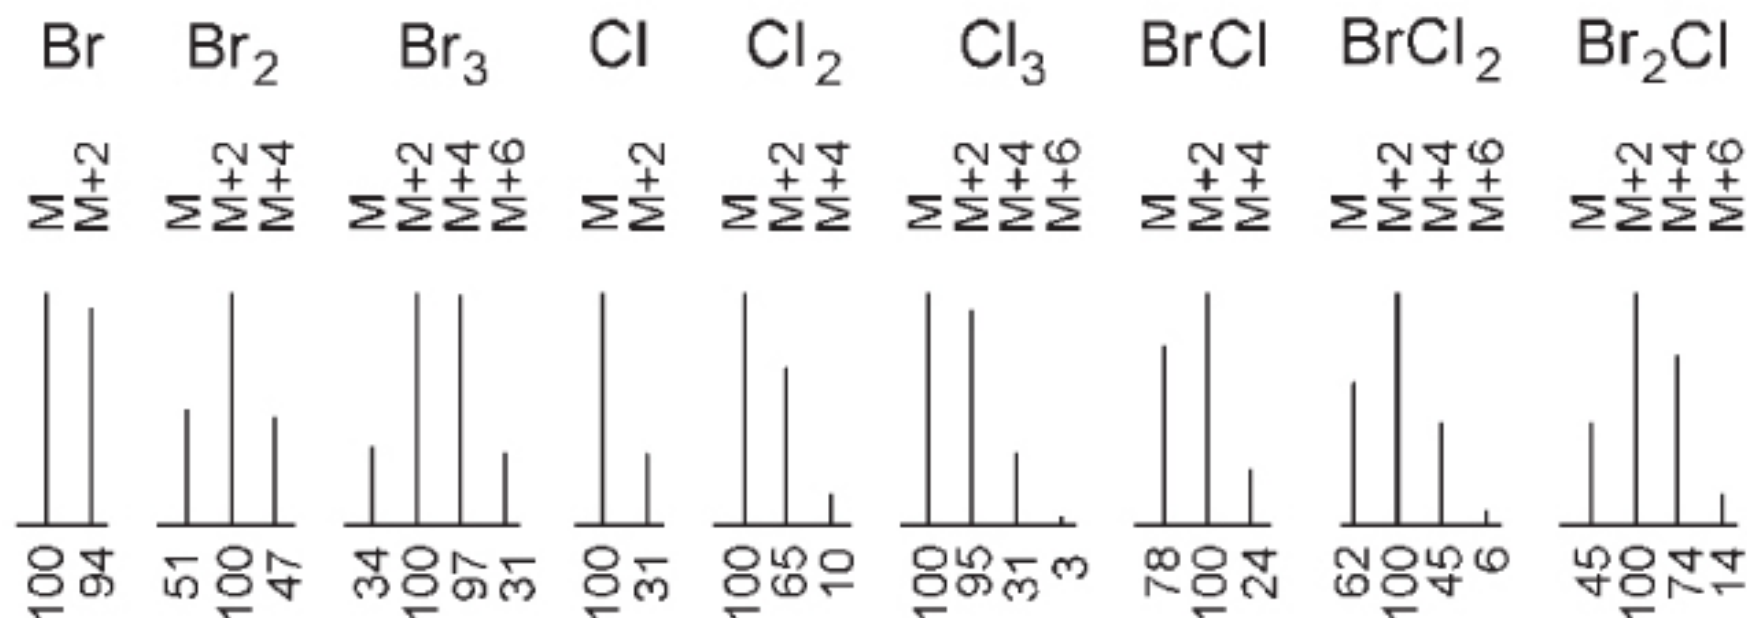 Br Br₂ Br₃ Cl Cl₂ Cl₃ BrCl BrCl₂ Br₂Cl
M M+2 M M+2 M+4 M M+2 M+4 M+6 M M+2 M M+2 M+4 M M+2 M+4 M+6 M M+2 M+4 M M+2 M+4 M+6 M M+2 M+4 M+6
100 94 51 100 47 34 100 97 31 100 31 100 65 10 100 95 31 3 78 100 24 62 100 45 6 45 100 74 14